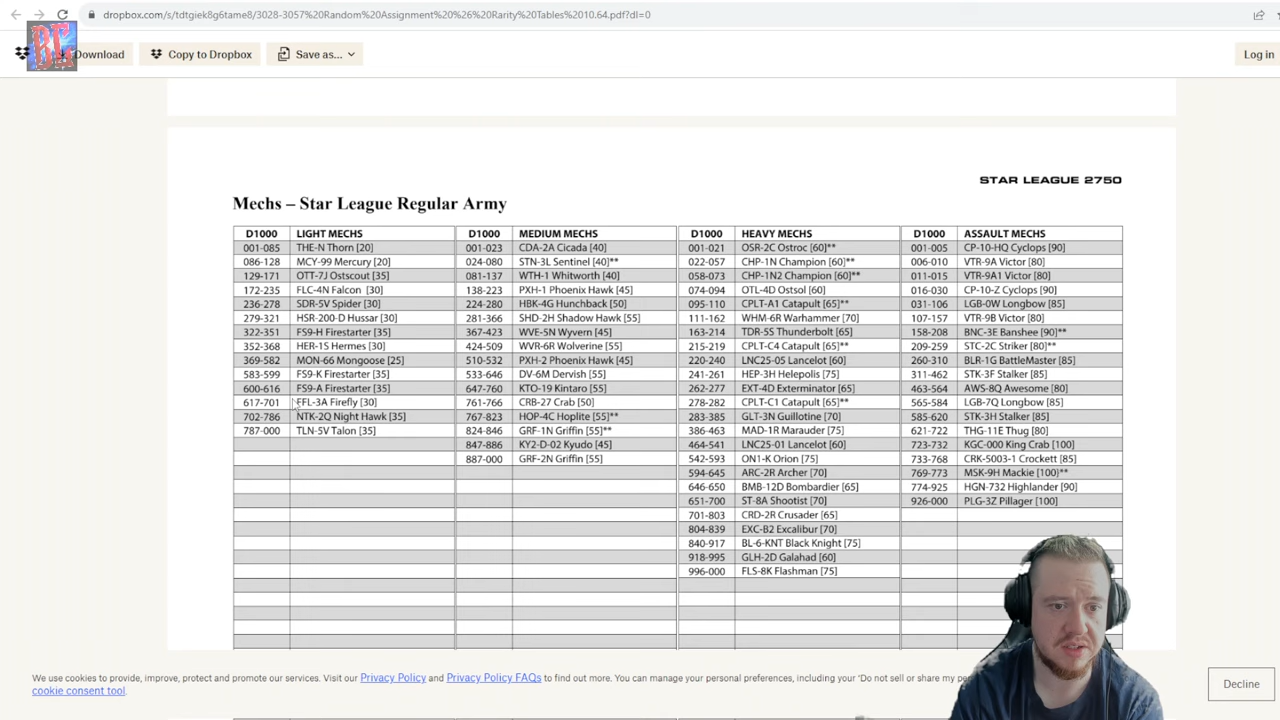 dropbox.com/s/tdtgiek8g6tame8/3028-3057%20Random%20Assignment%20%26%20Rarity%20Tables%2010.64.pdf?dl=0
BG
Download Copy to Dropbox Save as... Log in
STAR LEAGUE 2750
Mechs – Star League Regular Army
D1000 LIGHT MECHS D1000 MEDIUM MECHS D1000 HEAVY MECHS D1000 ASSAULT MECHS
001-085 THE-N Thorn [20] 001-023 CDA-2A Cicada [40] 001-021 OSR-2C Ostroc [60]** 001-005 CP-10-HQ Cyclops [90]
086-128 MCY-99 Mercury [20] 024-080 STN-3L Sentinel [40]** 022-057 CHP-1N Champion [60]** 006-010 VTR-9A Victor [80]
129-171 OTT-7J Ostscout [35] 081-137 WTH-1 Whitworth [40] 058-073 CHP-1N2 Champion [60]** 011-015 VTR-9A1 Victor [80]
172-235 FLC-4N Falcon [30] 138-223 PXH-1 Phoenix Hawk [45] 074-094 OTL-4D Ostsol [60] 016-030 CP-10-Z Cyclops [90]
236-278 SDR-5V Spider [30] 224-280 HBK-4G Hunchback [50] 095-110 CPLT-A1 Catapult [65]** 031-106 LGB-0W Longbow [85]
279-321 HSR-200-D Hussar [30] 281-366 SHD-2H Shadow Hawk [55] 111-162 WHM-6R Warhammer [70] 107-157 VTR-9B Victor [80]
322-351 FS9-H Firestarter [35] 367-423 WVE-5N Wyvern [45] 163-214 TDR-5S Thunderbolt [65] 158-208 BNC-3E Banshee [90]**
352-368 HER-1S Hermes [30] 424-509 WVR-6R Wolverine [55] 215-219 CPLT-C4 Catapult [65]** 209-259 STC-2C Striker [80]**
369-582 MON-66 Mongoose [25] 510-532 PXH-2 Phoenix Hawk [45] 220-240 LNC25-05 Lancelot [60] 260-310 BLR-1G BattleMaster [85]
583-599 FS9-K Firestarter [35] 533-646 DV-6M Dervish [55] 241-261 HEP-3H Helepolis [75] 311-462 STK-3F Stalker [85]
600-616 FS9-A Firestarter [35] 647-760 KTO-19 Kintaro [55] 262-277 EXT-4D Exterminator [65] 463-564 AWS-8Q Awesome [80]
617-701 FFL-3A Firefly [30] 761-766 CRB-27 Crab [50] 278-282 CPLT-C1 Catapult [65]** 565-584 LGB-7Q Longbow [85]
702-786 NTK-2Q Night Hawk [35] 767-823 HOP-4C Hoplite [55]** 283-385 GLT-3N Guillotine [70] 585-620 STK-3H Stalker [85]
787-000 TLN-5V Talon [35] 824-846 GRF-1N Griffin [55]** 386-463 MAD-1R Marauder [75] 621-722 THG-11E Thug [80]
847-886 KY2-D-02 Kyudo [45] 464-541 LNC25-01 Lancelot [60] 723-732 KGC-000 King Crab [100]
887-000 GRF-2N Griffin [55] 542-593 ON1-K Orion [75] 733-768 CRK-5003-1 Crockett [85]
594-645 ARC-2R Archer [70] 769-773 MSK-9H Mackie [100]**
646-650 BMB-12D Bombardier [65] 774-925 HGN-732 Highlander [90]
651-700 ST-8A Shootist [70] 926-000 PLG-3Z Pillager [100]
701-803 CRD-2R Crusader [65]
804-839 EXC-B2 Excalibur [70]
840-917 BL-6-KNT Black Knight [75]
918-995 GLH-2D Galahad [60]
996-000 FLS-8K Flashman [75]
We use cookies to provide, improve, protect and promote our services. Visit our Privacy Policy and Privacy Policy FAQs to find out more. You can manage your personal preferences, including your 'Do not sell or share my pe
cookie consent tool.
Decline